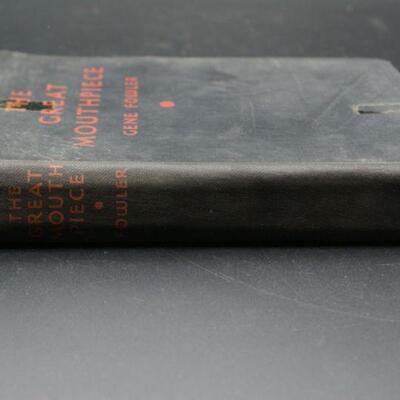 THE
GREAT
MOUTHPIECE
GENE FOWLER
THE
GREAT
MOUTH
PIECE
FOWLER